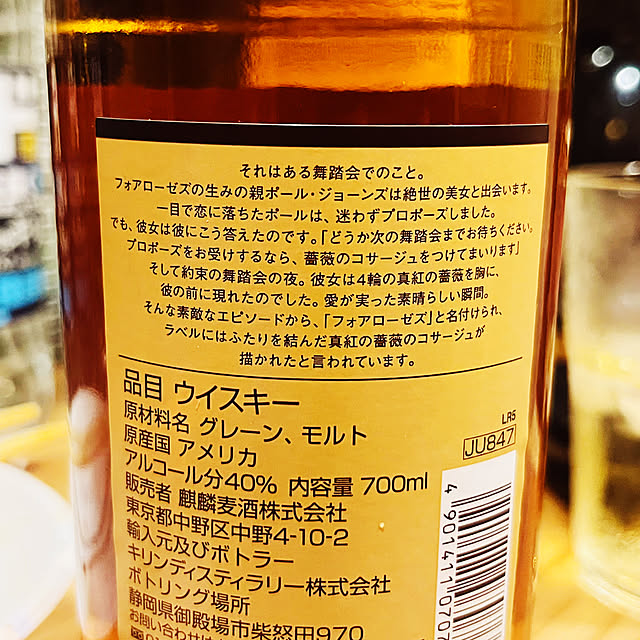 それはある舞踏会でのこと。
フォアローゼズの生みの親ポール・ジョーンズは絶世の美女と出会います。
一目で恋に落ちたポールは、迷わずプロポーズしました。
でも、彼女は彼にこう答えたのです。「どうか次の舞踏会までお待ちください。
プロポーズをお受けするなら、薔薇のコサージュをつけてまいります」
そして約束の舞踏会の夜。彼女は4輪の真紅の薔薇を胸に、
彼の前に現れたのでした。愛が実った素晴らしい瞬間。
そんな素敵なエピソードから、「フォアローゼズ」と名付けられ、
ラベルにはふたりを結んだ真紅の薔薇のコサージュが
描かれたと言われています。
品目 ウイスキー
原材料名 グレーン、モルト
原産国 アメリカ
アルコール分40% 内容量 700ml
販売者 麒麟麦酒株式会社
東京都中野区中野4-10-2
輸入元及びボトラー
キリンディスティラリー株式会社
ボトリング場所
静岡県御殿場市柴怒田970
お問い合わせ
LR5
JU847
4 901411 0707